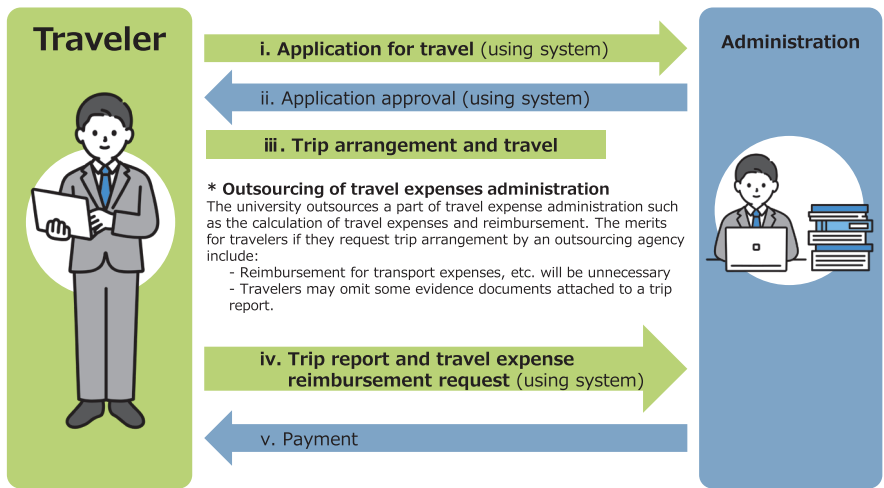 Traveler
i. Application for travel (using system)
Administration
ii. Application approval (using system)
iii. Trip arrangement and travel
* Outsourcing of travel expenses administration
The university outsources a part of travel expense administration such
as the calculation of travel expenses and reimbursement. The merits
for travelers if they request trip arrangement by an outsourcing agency
include:
- Reimbursement for transport expenses, etc. will be unnecessary
- Travelers may omit some evidence documents attached to a trip
report.
iv. Trip report and travel expense
reimbursement request (using system)
v. Payment